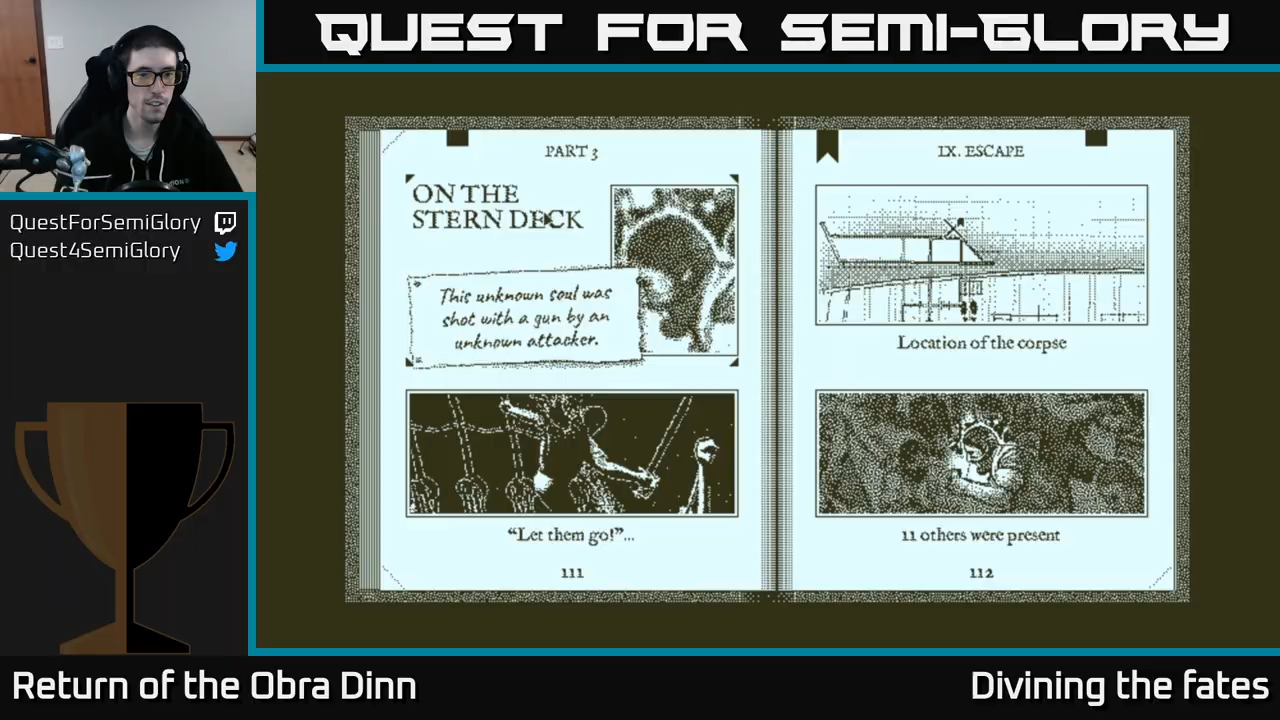 QUEST FOR SEMI-GLORY
QuestForSemiGlory
Quest4SemiGlory
PART 3
ON THE
STERN DECK
This unknown soul was
shot with a gun by an
unknown attacker.
"Let them go!"...
111
IX. ESCAPE
Location of the corpse
11 others were present
112
Return of the Obra Dinn
Divining the fates